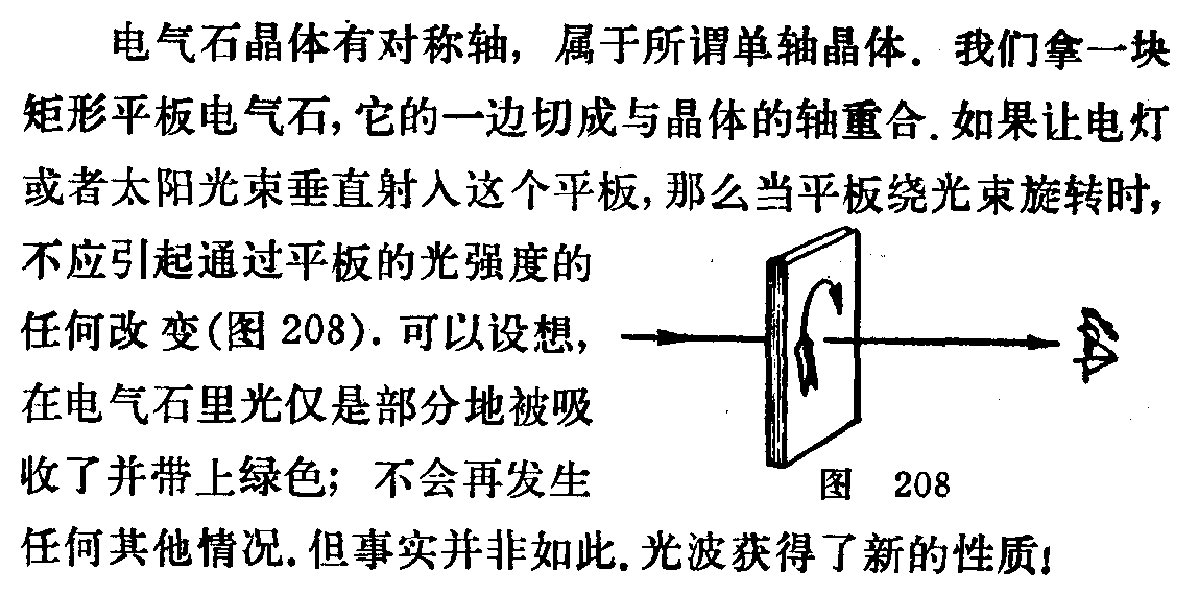 电气石晶体有对称轴，属于所谓单轴晶体．我们拿一块
矩形平板电气石，它的一边切成与晶体的轴重合．如果让电灯
或者太阳光束垂直射入这个平板，那么当平板绕光束旋转时，
不应引起通过平板的光强度的
任何改变(图 208)．可以设想，
在电气石里光仅是部分地被吸
收了并带上绿色；不会再发生
任何其他情况．但事实并非如此．光波获得了新的性质！
图 208